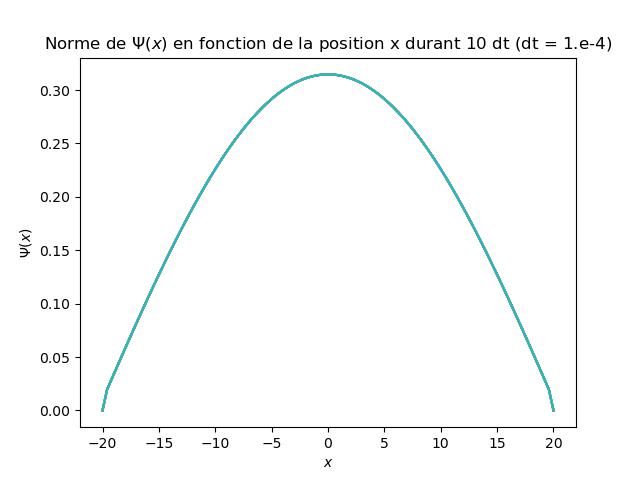 Norme de Ψ(x) en fonction de la position x durant 10 dt (dt = 1.e-4)
0.30
0.25
0.20
0.15
0.10
0.05
0.00
Ψ(x)
−20 −15 −10 −5 0 5 10 15 20
x